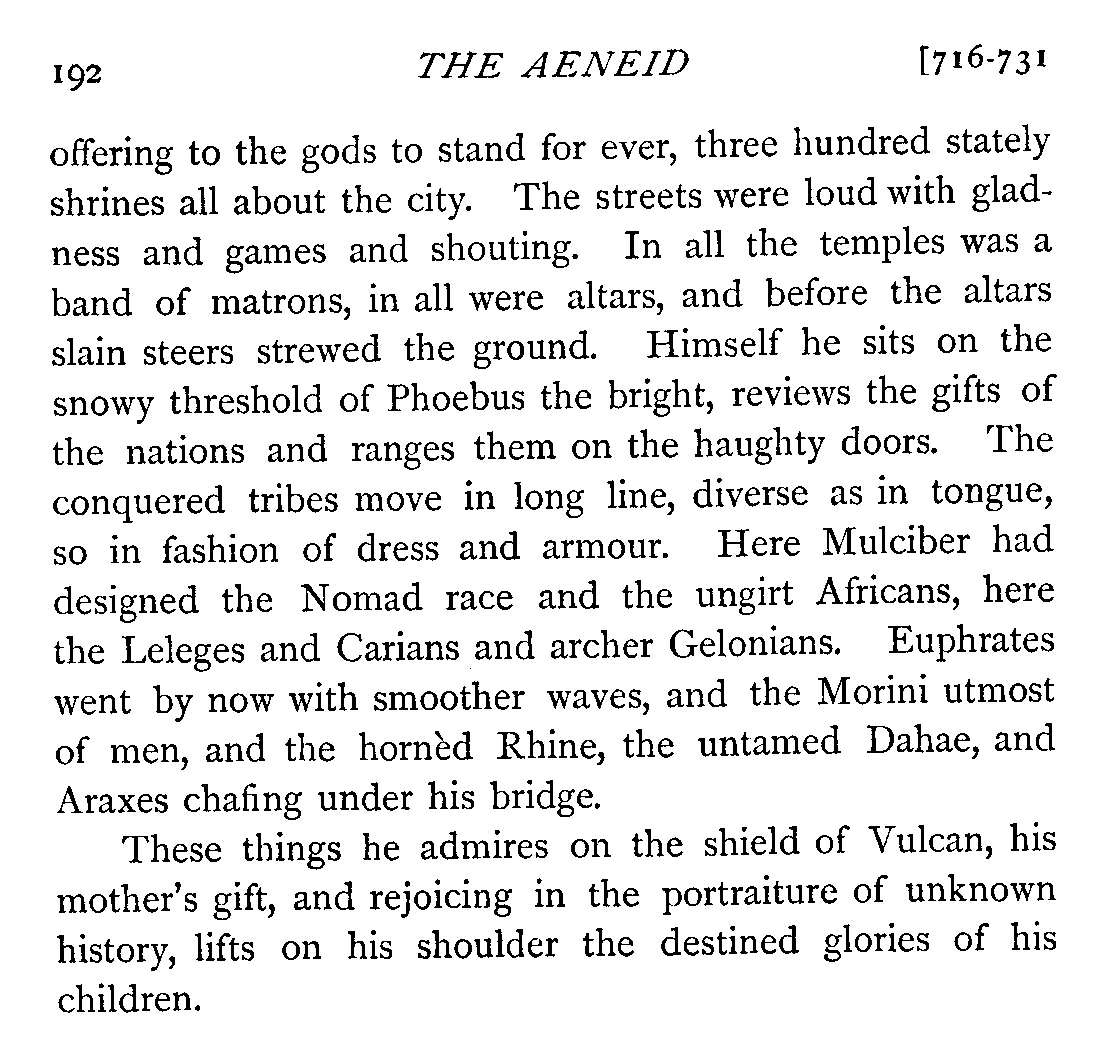 192 THE AENEID [716-731
offering to the gods to stand for ever, three hundred stately
shrines all about the city. The streets were loud with glad-
ness and games and shouting. In all the temples was a
band of matrons, in all were altars, and before the altars
slain steers strewed the ground. Himself he sits on the
snowy threshold of Phoebus the bright, reviews the gifts of
the nations and ranges them on the haughty doors. The
conquered tribes move in long line, diverse as in tongue,
so in fashion of dress and armour. Here Mulciber had
designed the Nomad race and the ungirt Africans, here
the Leleges and Carians and archer Gelonians. Euphrates
went by now with smoother waves, and the Morini utmost
of men, and the hornèd Rhine, the untamed Dahae, and
Araxes chafing under his bridge.
These things he admires on the shield of Vulcan, his
mother's gift, and rejoicing in the portraiture of unknown
history, lifts on his shoulder the destined glories of his
children.